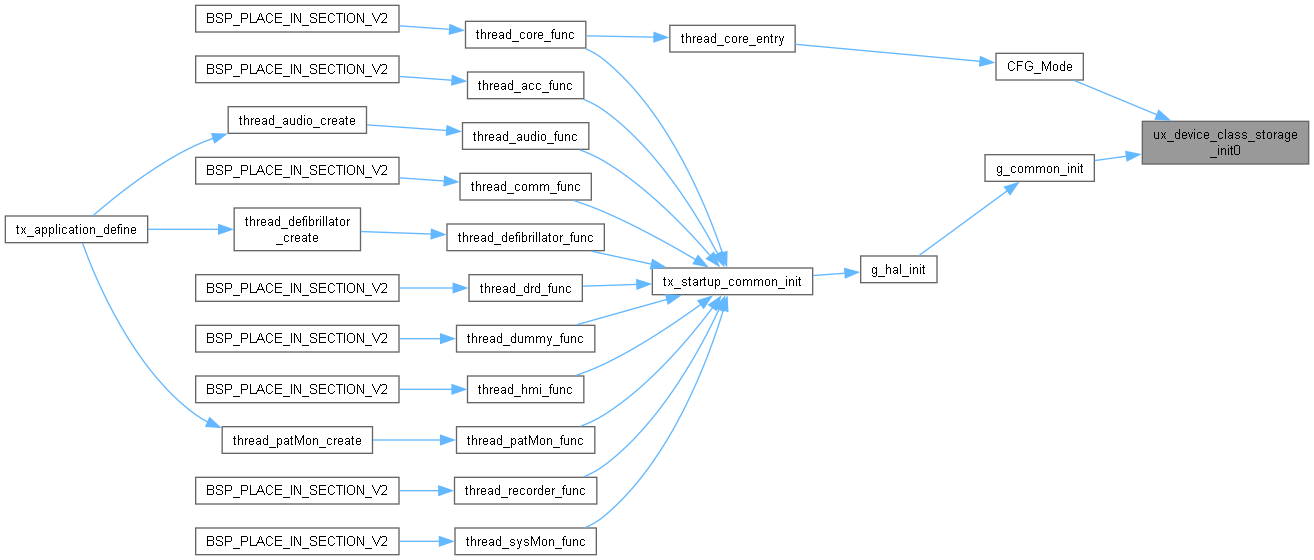 BSP_PLACE_IN_SECTION_V2
thread_core_func
thread_core_entry
CFG_Mode
BSP_PLACE_IN_SECTION_V2
thread_acc_func
thread_audio_create
thread_audio_func
ux_device_class_storage
_init0
BSP_PLACE_IN_SECTION_V2
thread_comm_func
g_common_init
tx_application_define
thread_defibrillator
_create
thread_defibrillator_func
BSP_PLACE_IN_SECTION_V2
thread_drd_func
tx_startup_common_init
g_hal_init
BSP_PLACE_IN_SECTION_V2
thread_dummy_func
BSP_PLACE_IN_SECTION_V2
thread_hmi_func
thread_patMon_create
thread_patMon_func
BSP_PLACE_IN_SECTION_V2
thread_recorder_func
BSP_PLACE_IN_SECTION_V2
thread_sysMon_func